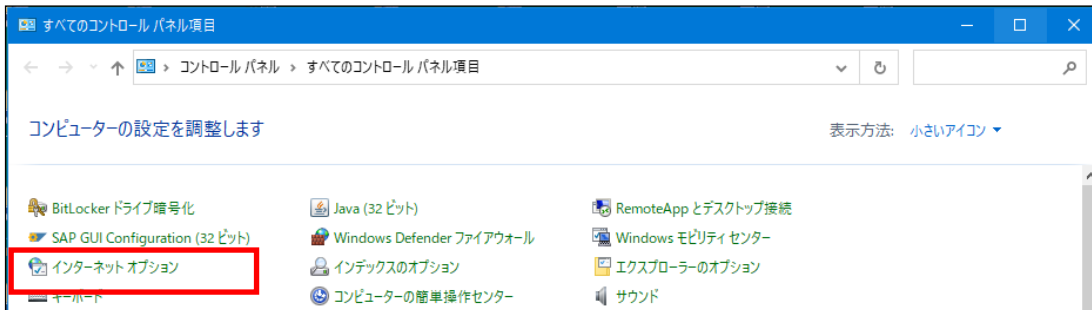 すべてのコントロール パネル項目
コントロール パネル › すべてのコントロール パネル項目
コンピューターの設定を調整します 表示方法: 小さいアイコン
BitLocker ドライブ暗号化 Java (32 ビット) RemoteApp とデスクトップ接続
SAP GUI Configuration (32 ビット) Windows Defender ファイアウォール Windows モビリティ センター
インターネット オプション インデックスのオプション エクスプローラーのオプション
キーボード コンピューターの簡単操作センター サウンド